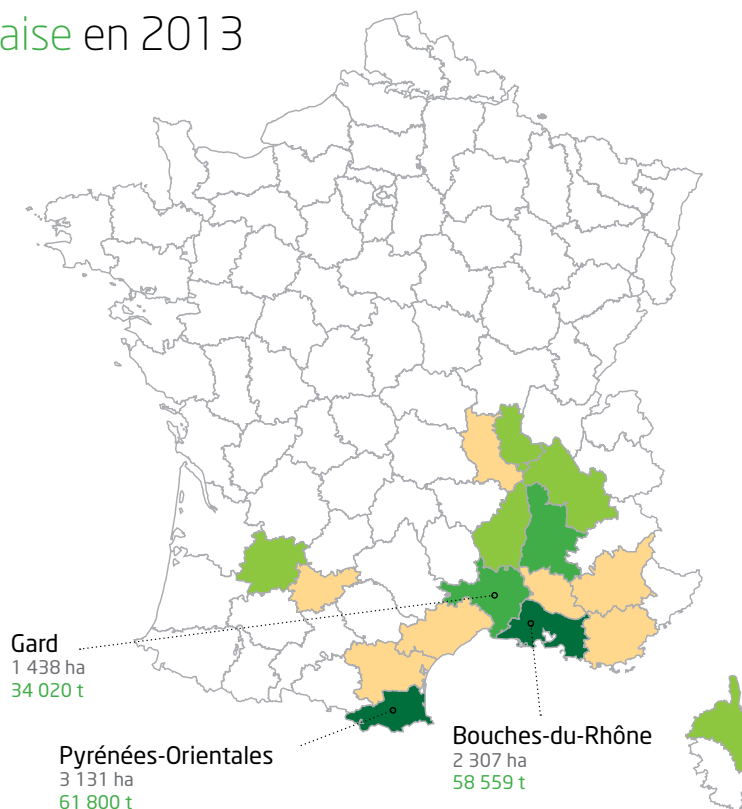 aise en 2013
Gard
1 438 ha
34 020 t
Bouches-du-Rhône
2 307 ha
58 559 t
Pyrénées-Orientales
3 131 ha
61 800 t